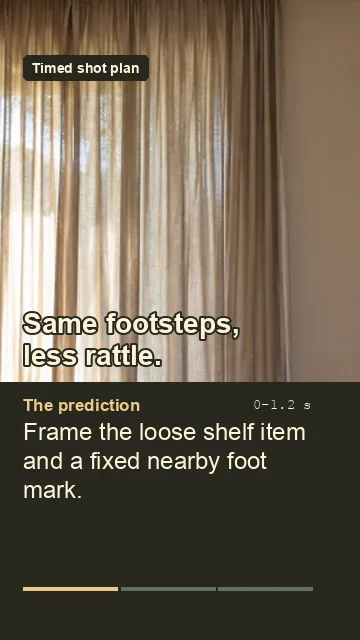 Timed shot plan
Same footsteps,
less rattle.
The prediction
0–1.2 s
Frame the loose shelf item
and a fixed nearby foot
mark.